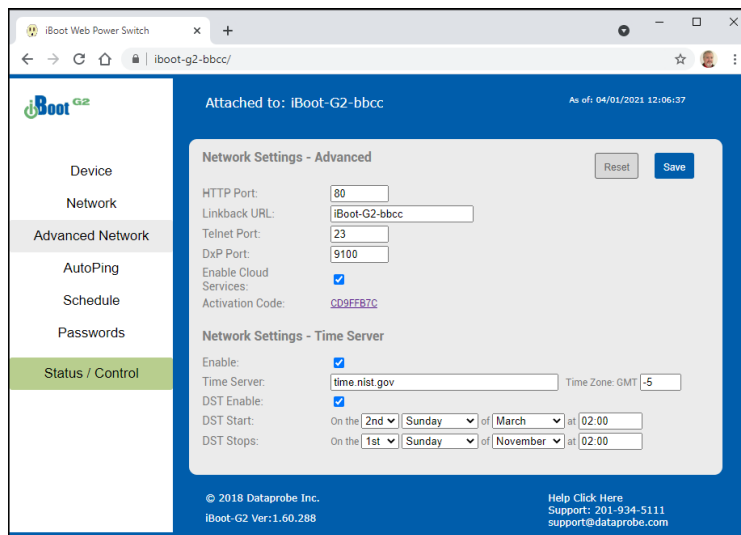 iBoot Web Power Switch
iboot-g2-bbcc/
iBoot G2
Attached to: iBoot-G2-bbcc
As of: 04/01/2021 12:06:37
Device
Network
Advanced Network
AutoPing
Schedule
Passwords
Status / Control
Network Settings - Advanced
Reset
Save
HTTP Port: 80
Linkback URL: iBoot-G2-bbcc
Telnet Port: 23
DxP Port: 9100
Enable Cloud
Services:
Activation Code: CD9FFB7C
Network Settings - Time Server
Enable:
Time Server: time.nist.gov Time Zone: GMT -5
DST Enable:
DST Start: On the 2nd Sunday of March at 02:00
DST Stops: On the 1st Sunday of November at 02:00
© 2018 Dataprobe Inc.
iBoot-G2 Ver:1.60.288
Help Click Here
Support: 201-934-5111
support@dataprobe.com